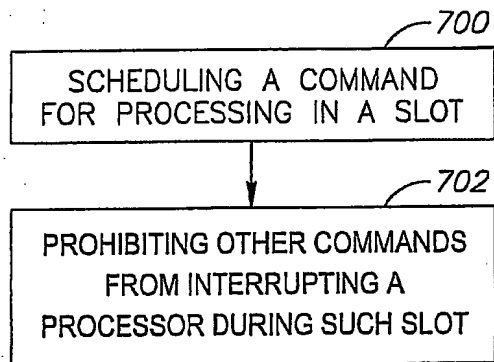 700
SCHEDULING A COMMAND
FOR PROCESSING IN A SLOT
702
PROHIBITING OTHER COMMANDS
FROM INTERRUPTING A
PROCESSOR DURING SUCH SLOT